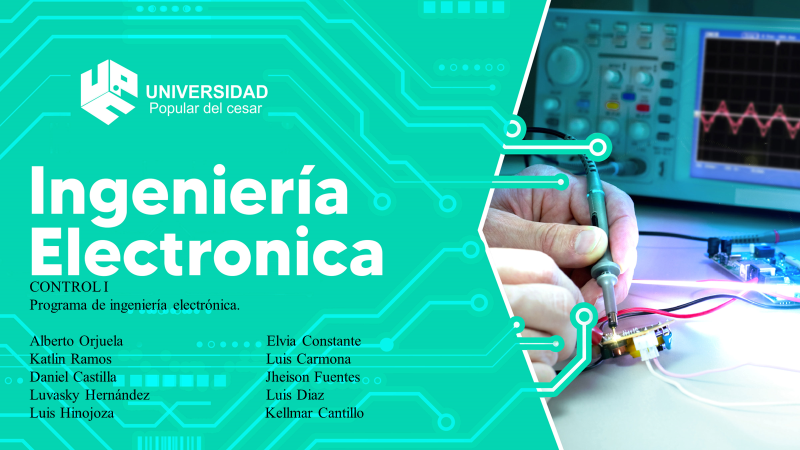 UNIVERSIDAD
Popular del cesar
Ingeniería
Electronica
CONTROL I
Programa de ingeniería electrónica.
Alberto Orjuela
Katlin Ramos
Daniel Castilla
Luvasky Hernández
Luis Hinojoza
Elvia Constante
Luis Carmona
Jheison Fuentes
Luis Diaz
Kellmar Cantillo